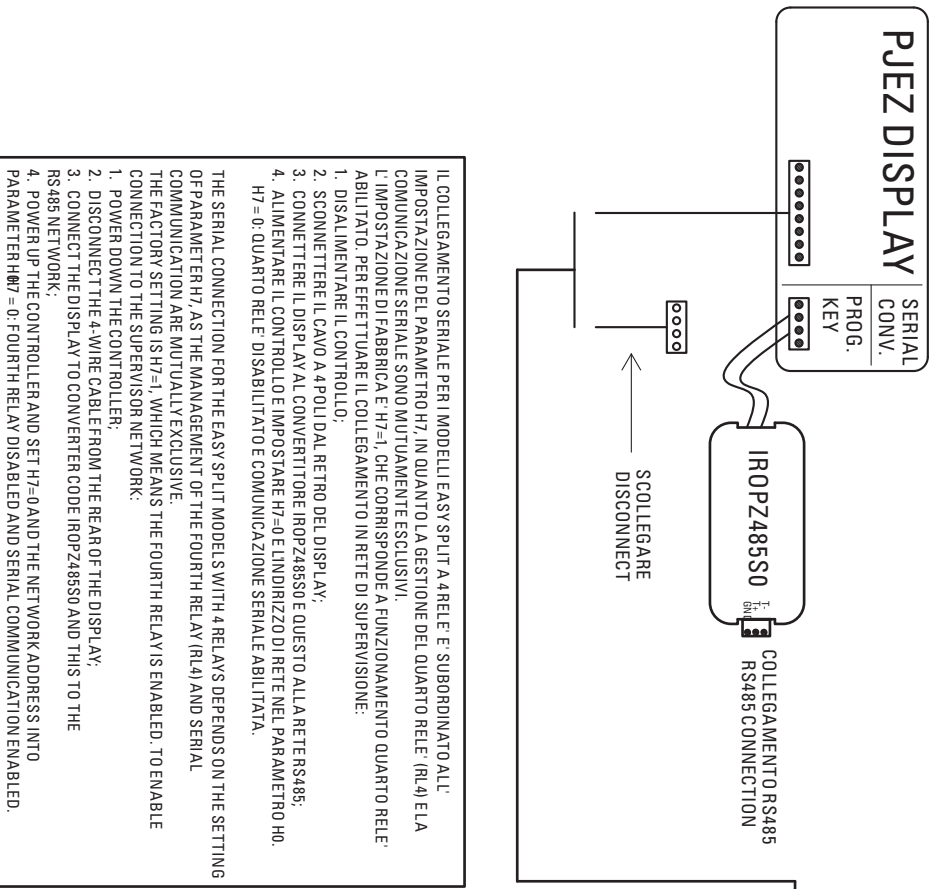 PJEZ DISPLAY
SERIAL
CONV.
PROG.
KEY
IROPZ485S0
T-
T+
GND
COLLEGAMENTO RS485
RS485 CONNECTION
SCOLLEGARE
DISCONNECT
IL COLLEGAMENTO SERIALE PER I MODELLI EASY SPLIT A 4 RELE' E' SUBORDINATO ALL'
IMPOSTAZIONE DEL PARAMETRO H7, IN QUANTO LA GESTIONE DEL QUARTO RELE' (RL4) E LA
COMUNICAZIONE SERIALE SONO MUTUAMENTE ESCLUSIVI.
L' IMPOSTAZIONE DI FABBRICA E' H7=1, CHE CORRISPONDE A FUNZIONAMENTO QUARTO RELE'
ABILITATO. PER EFFETTUARE IL COLLEGAMENTO IN RETE DI SUPERVISIONE:
1. DISALIMENTARE IL CONTROLLO;
2. SCONNETTERE IL CAVO A 4 POLI DAL RETRO DEL DISPLAY;
3. CONNETTERE IL DISPLAY AL CONVERTITORE IROPZ485S0 E QUESTO ALLA RETE RS485;
4. ALIMENTARE IL CONTROLLO E IMPOSTARE H7=0 E L'INDIRIZZO DI RETE NEL PARAMETRO H0.
H7 = 0: QUARTO RELE' DISABILITATO E COMUNICAZIONE SERIALE ABILITATA.
THE SERIAL CONNECTION FOR THE EASY SPLIT MODELS WITH 4 RELAYS DEPENDS ON THE SETTING
OF PARAMETER H7, AS THE MANAGEMENT OF THE FOURTH RELAY (RL4) AND SERIAL
COMMUNICATION ARE MUTUALLY EXCLUSIVE.
THE FACTORY SETTING IS H7=1, WHICH MEANS THE FOURTH RELAY IS ENABLED. TO ENABLE
CONNECTION TO THE SUPERVISOR NETWORK:
1. POWER DOWN THE CONTROLLER;
2. DISCONNECT THE 4-WIRE CABLE FROM THE REAR OF THE DISPLAY;
3. CONNECT THE DISPLAY TO CONVERTER CODE IROPZ485S0 AND THIS TO THE
RS485 NETWORK;
4. POWER UP THE CONTROLLER AND SET H7=0 AND THE NETWORK ADDRESS INTO
PARAMETER H7 = 0: FOURTH RELAY DISABLED AND SERIAL COMMUNICATION ENABLED.